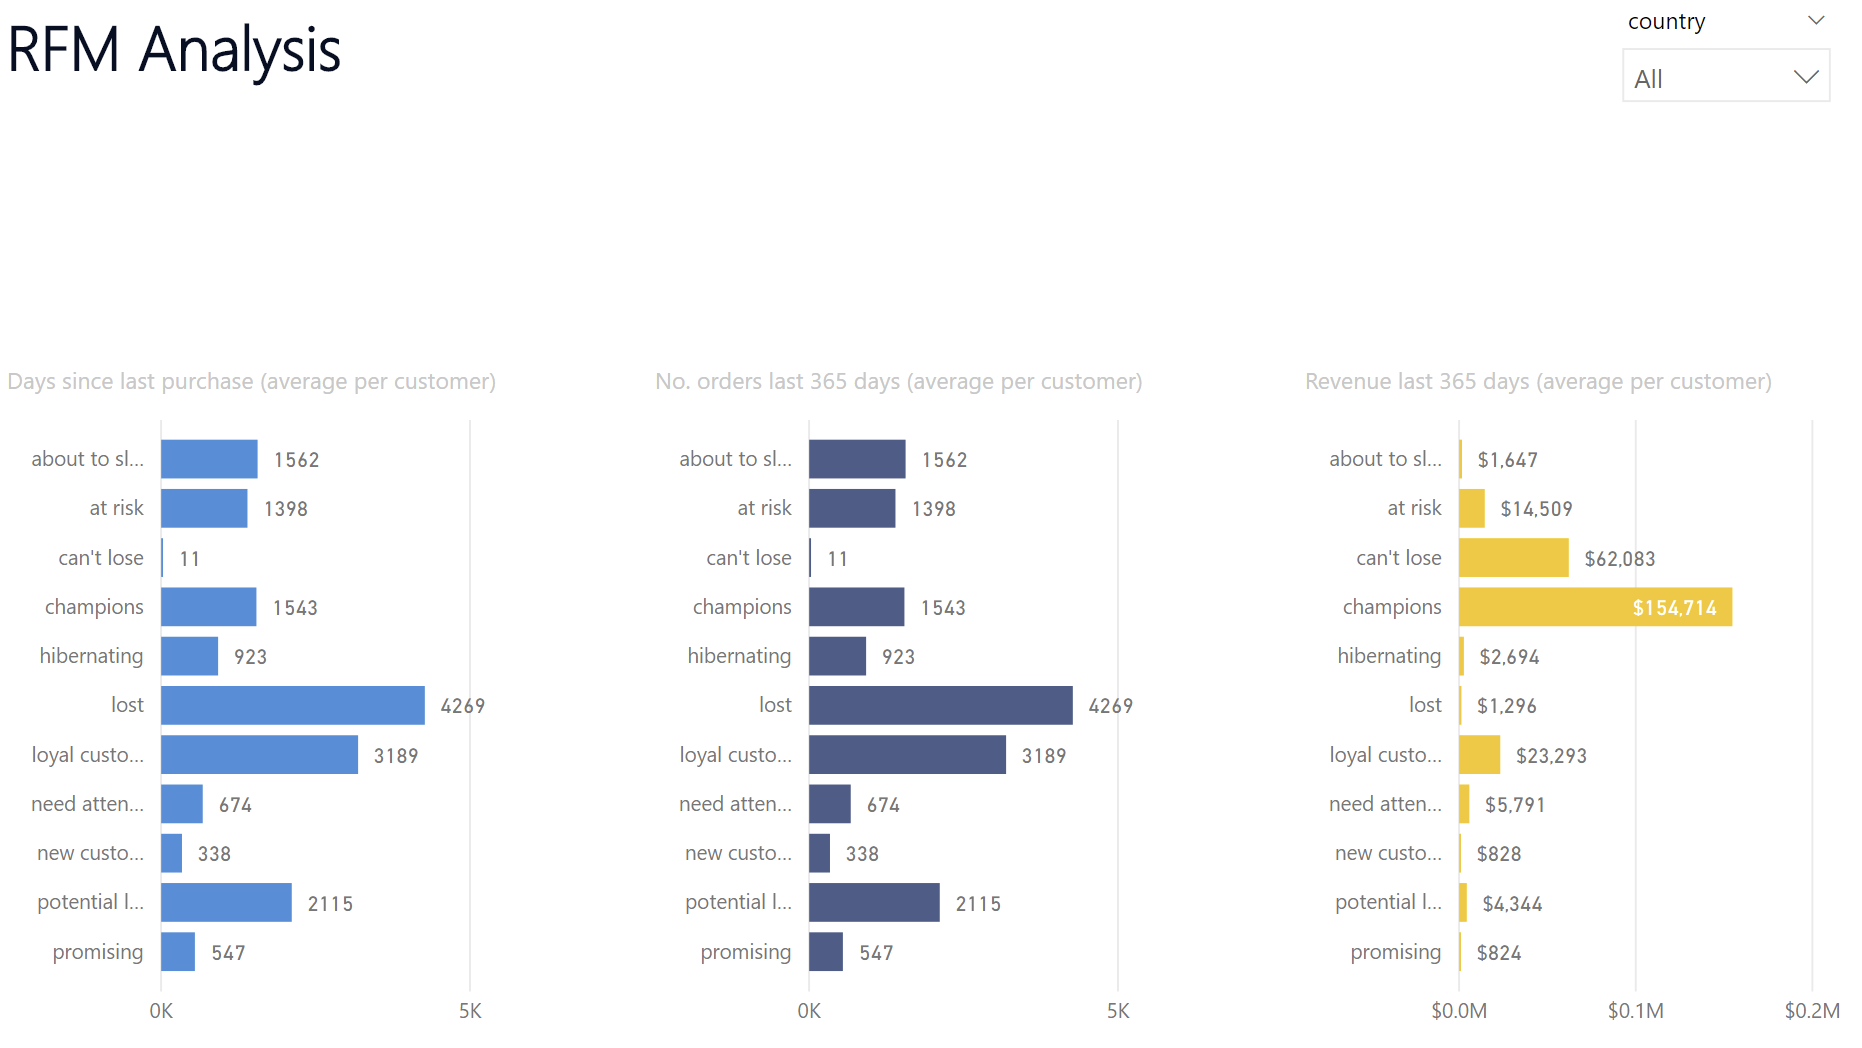 RFM Analysis
country
All
Days since last purchase (average per customer)
about to sl... 1562
at risk 1398
can't lose 11
champions 1543
hibernating 923
lost 4269
loyal custo... 3189
need atten... 674
new custo... 338
potential l... 2115
promising 547
0K 5K
No. orders last 365 days (average per customer)
about to sl... 1562
at risk 1398
can't lose 11
champions 1543
hibernating 923
lost 4269
loyal custo... 3189
need atten... 674
new custo... 338
potential l... 2115
promising 547
0K 5K
Revenue last 365 days (average per customer)
about to sl... $1,647
at risk $14,509
can't lose $62,083
champions $154,714
hibernating $2,694
lost $1,296
loyal custo... $23,293
need atten... $5,791
new custo... $828
potential l... $4,344
promising $824
$0.0M $0.1M $0.2M